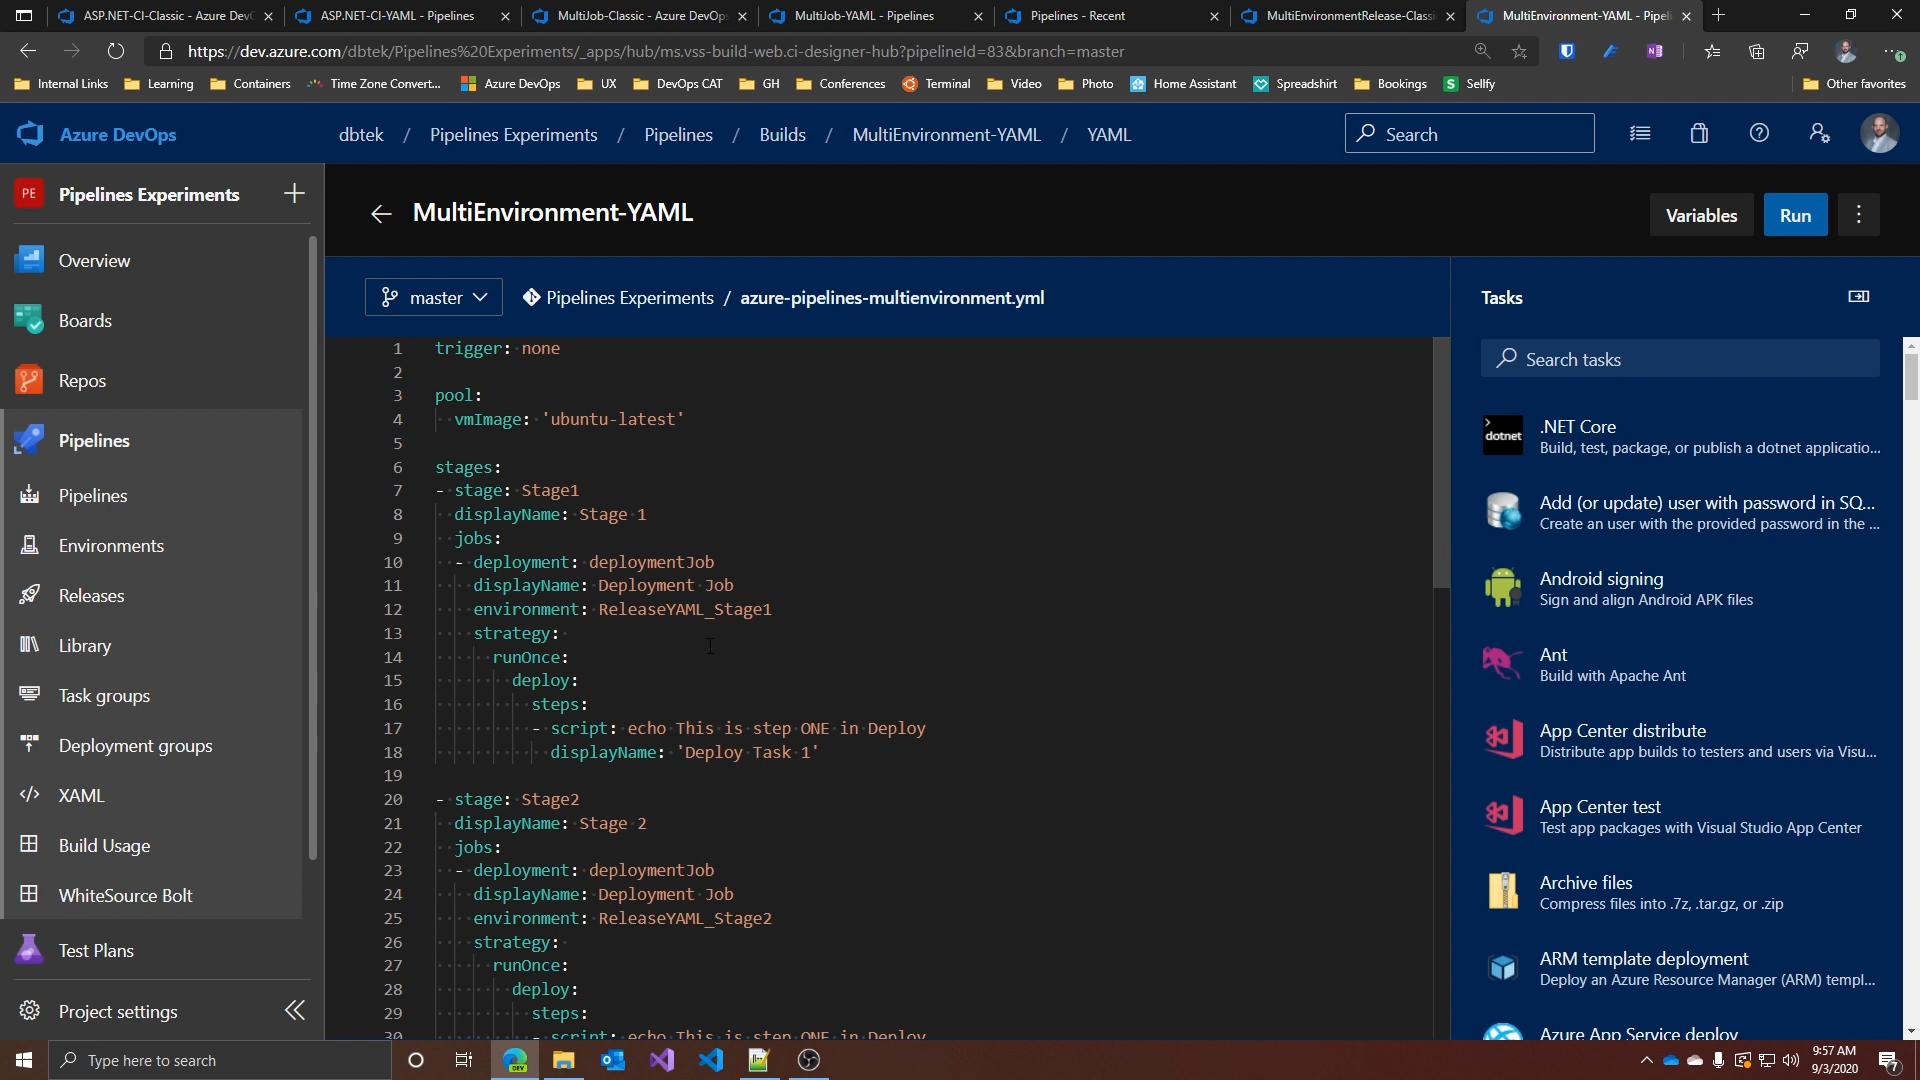 ASP.NET-CI-Classic - Azure DevO
ASP.NET-CI-YAML - Pipelines
MultiJob-Classic - Azure DevOps
MultiJob-YAML - Pipelines
Pipelines - Recent
MultiEnvironmentRelease-Classi
MultiEnvironment-YAML - Pipeli
https://dev.azure.com/dbtek/Pipelines%20Experiments/_apps/hub/ms.vss-build-web.ci-designer-hub?pipelineId=83&branch=master
Internal Links
Learning
Containers
Time Zone Convert...
Azure DevOps
UX
DevOps CAT
GH
Conferences
Terminal
Video
Photo
Home Assistant
Spreadshirt
Bookings
S Sellfy
Other favorites
Azure DevOps
dbtek / Pipelines Experiments / Pipelines / Builds / MultiEnvironment-YAML / YAML
Search
PE Pipelines Experiments
Overview
Boards
Repos
Pipelines
Pipelines
Environments
Releases
Library
Task groups
Deployment groups
XAML
Build Usage
WhiteSource Bolt
Test Plans
Project settings
MultiEnvironment-YAML
Variables
Run
master
Pipelines Experiments / azure-pipelines-multienvironment.yml
1 trigger: none
2
3 pool:
4 vmImage: 'ubuntu-latest'
5
6 stages:
7 - stage: Stage1
8 displayName: Stage 1
9 jobs:
10 - deployment: deploymentJob
11 displayName: Deployment Job
12 environment: ReleaseYAML_Stage1
13 strategy:
14 runOnce:
15 deploy:
16 steps:
17 - script: echo This is step ONE in Deploy
18 displayName: 'Deploy Task 1'
19
20 - stage: Stage2
21 displayName: Stage 2
22 jobs:
23 - deployment: deploymentJob
24 displayName: Deployment Job
25 environment: ReleaseYAML_Stage2
26 strategy:
27 runOnce:
28 deploy:
29 steps:
30 - script: echo This is step ONE in Deploy
Tasks
Search tasks
dotnet
.NET Core
Build, test, package, or publish a dotnet applicatio...
Add (or update) user with password in SQ...
Create an user with the provided password in the ...
Android signing
Sign and align Android APK files
Ant
Build with Apache Ant
App Center distribute
Distribute app builds to testers and users via Visu...
App Center test
Test app packages with Visual Studio App Center
Archive files
Compress files into .7z, .tar.gz, or .zip
ARM template deployment
Deploy an Azure Resource Manager (ARM) templ...
Azure App Service deploy
Type here to search
DEV
9:57 AM
9/3/2020
7